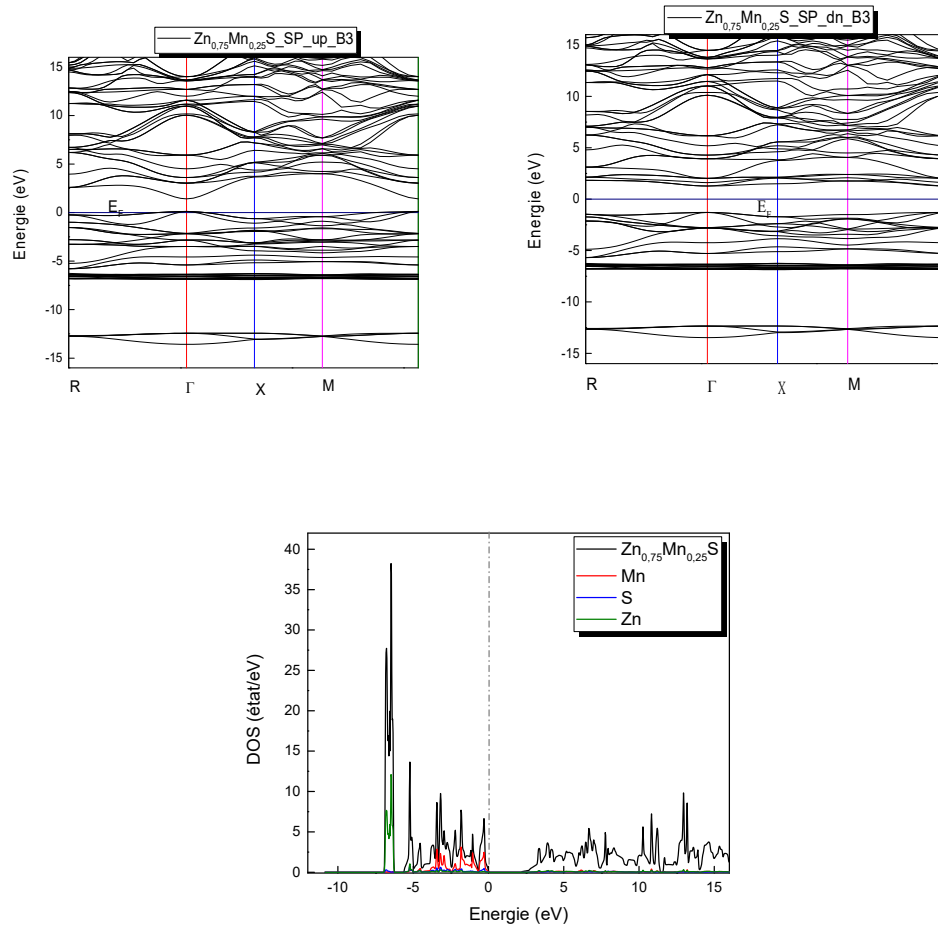 Zn0,75Mn0,25S_SP_up_B3
15
10
5
0
-5
-10
-15
Energie (eV)
EF
R
Γ
X
M
Zn0,75Mn0,25S_SP_dn_B3
15
10
5
0
-5
-10
-15
Energie (eV)
EF
R
Γ
X
M
Zn0,75Mn0,25S
Mn
S
Zn
40
35
30
25
20
15
10
5
0
DOS (état/eV)
-10
-5
0
5
10
15
Energie (eV)